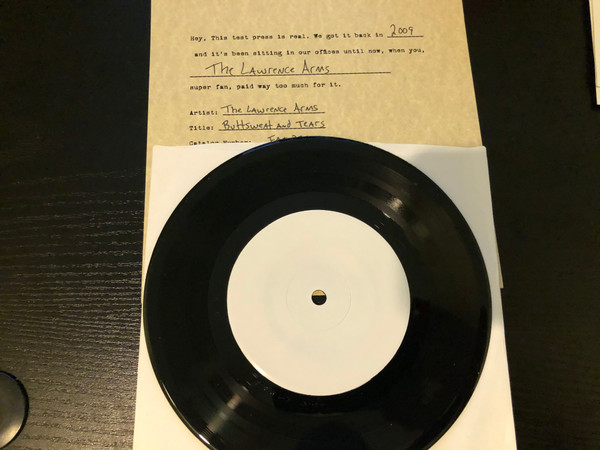 Hey, This test press is real. We got it back in 2009
and it's been sitting in our offices until now, when you,
The Lawrence Arms
super fan, paid way too much for it.
Artist: The Lawrence Arms
Title: Buttsweat and Tears
Catalog Number: